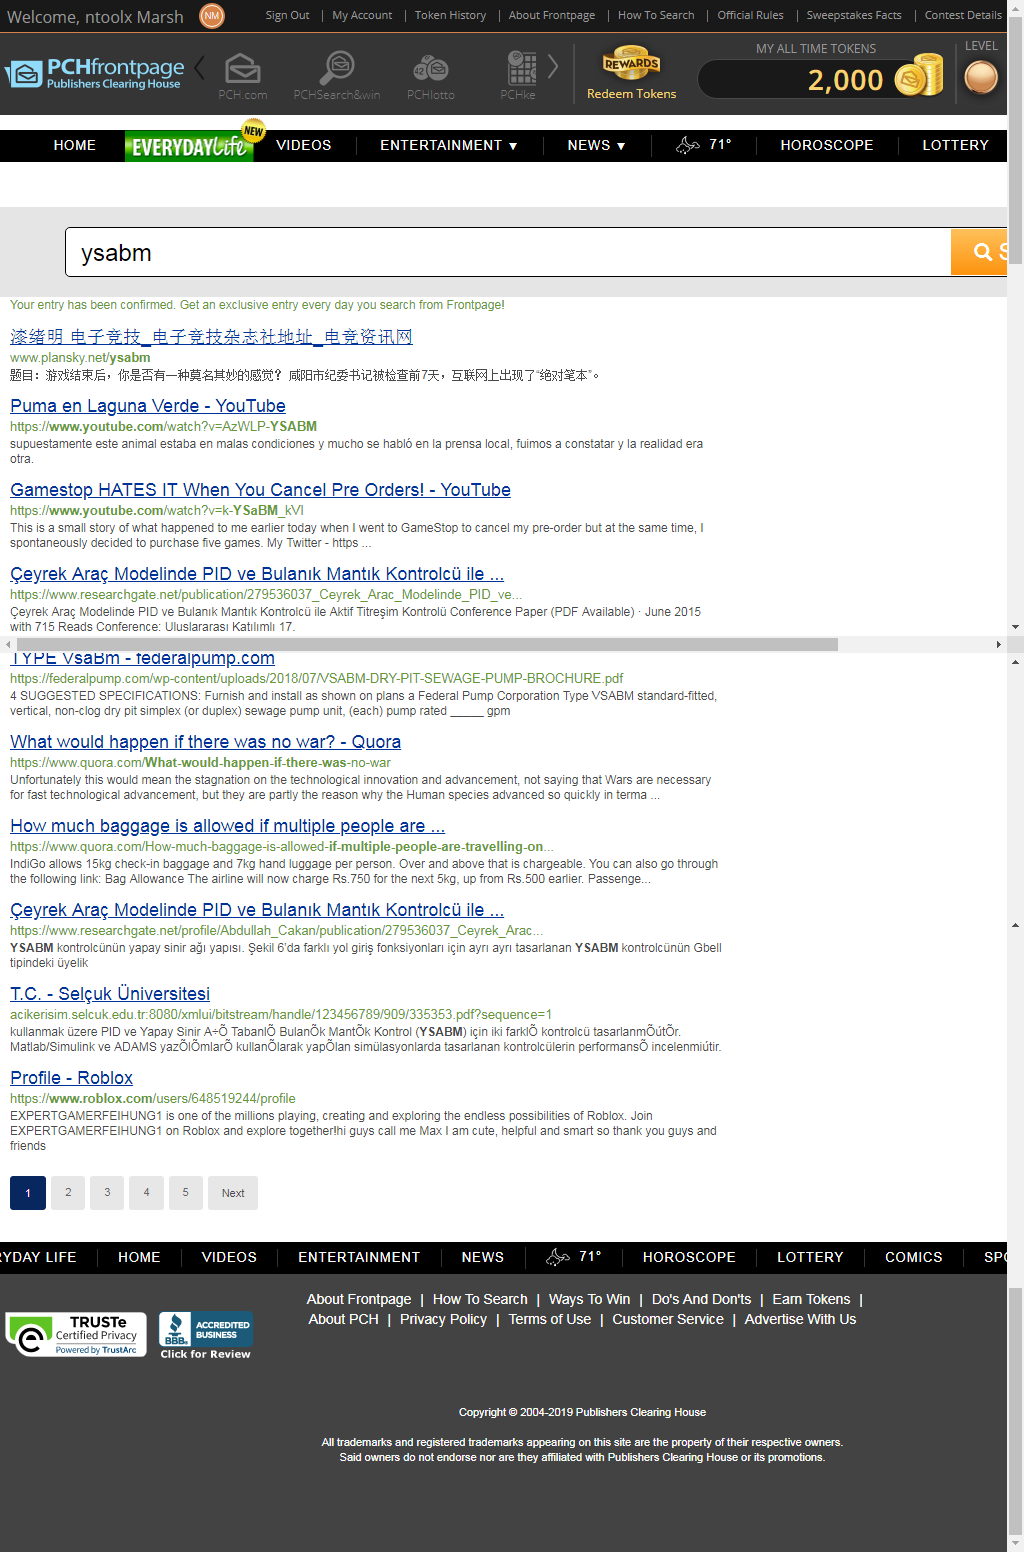 Welcome, ntoolx Marsh NM Sign Out | My Account | Token History | About Frontpage | How To Search | Official Rules | Sweepstakes Facts | Contest Details
PCHfrontpage
Publishers Clearing House
PCH.com PCHSearch&win PCHlotto PCHke
REWARDS
Redeem Tokens
MY ALL TIME TOKENS
2,000
LEVEL
HOME EVERYDAY Life NEW VIDEOS ENTERTAINMENT ▼ NEWS ▼ 71° HOROSCOPE LOTTERY
ysabm S
Your entry has been confirmed. Get an exclusive entry every day you search from Frontpage!
漆绪明 电子竞技_电子竞技杂志社地址_电竞资讯网
www.plansky.net/ysabm
题目：游戏结束后，你是否有一种莫名其妙的感觉？ 咸阳市纪委书记被检查前7天，互联网上出现了“绝对笔本”。
Puma en Laguna Verde - YouTube
https://www.youtube.com/watch?v=AzWLP-YSABM
supuestamente este animal estaba en malas condiciones y mucho se habló en la prensa local, fuimos a constatar y la realidad era
otra.
Gamestop HATES IT When You Cancel Pre Orders! - YouTube
https://www.youtube.com/watch?v=k-YSaBM_kVI
This is a small story of what happened to me earlier today when I went to GameStop to cancel my pre-order but at the same time, I
spontaneously decided to purchase five games. My Twitter - https ...
Çeyrek Araç Modelinde PID ve Bulanık Mantık Kontrolcü ile ...
https://www.researchgate.net/publication/279536037_Ceyrek_Arac_Modelinde_PID_ve...
Çeyrek Araç Modelinde PID ve Bulanık Mantık Kontrolcü ile Aktif Titreşim Kontrolü Conference Paper (PDF Available) · June 2015
with 715 Reads Conference: Uluslararası Katılımlı 17.
TYPE VsaBm - federalpump.com
https://federalpump.com/wp-content/uploads/2018/07/VSABM-DRY-PIT-SEWAGE-PUMP-BROCHURE.pdf
4 SUGGESTED SPECIFICATIONS: Furnish and install as shown on plans a Federal Pump Corporation Type VSABM standard-fitted,
vertical, non-clog dry pit simplex (or duplex) sewage pump unit, (each) pump rated _____ gpm
What would happen if there was no war? - Quora
https://www.quora.com/What-would-happen-if-there-was-no-war
Unfortunately this would mean the stagnation on the technological innovation and advancement, not saying that Wars are necessary
for fast technological advancement, but they are partly the reason why the Human species advanced so quickly in terma ...
How much baggage is allowed if multiple people are ...
https://www.quora.com/How-much-baggage-is-allowed-if-multiple-people-are-travelling-on...
IndiGo allows 15kg check-in baggage and 7kg hand luggage per person. Over and above that is chargeable. You can also go through
the following link: Bag Allowance The airline will now charge Rs.750 for the next 5kg, up from Rs.500 earlier. Passenge...
Çeyrek Araç Modelinde PID ve Bulanık Mantık Kontrolcü ile ...
https://www.researchgate.net/profile/Abdullah_Cakan/publication/279536037_Ceyrek_Arac...
YSABM kontrolcünün yapay sinir ağı yapısı. Şekil 6'da farklı yol giriş fonksiyonları için ayrı ayrı tasarlanan YSABM kontrolcünün Gbell
tipindeki üyelik
T.C. - Selçuk Üniversitesi
acikerisim.selcuk.edu.tr:8080/xmlui/bitstream/handle/123456789/909/335353.pdf?sequence=1
kullanmak üzere PID ve Yapay Sinir A÷Õ TabanlÕ BulanÕk MantÕk Kontrol (YSABM) için iki farklÕ kontrolcü tasarlanmÕútÕr.
Matlab/Simulink ve ADAMS yazÕlÕmlarÕ kullanÕlarak yapÕlan simülasyonlarda tasarlanan kontrolcülerin performansÕ incelenmiútir.
Profile - Roblox
https://www.roblox.com/users/648519244/profile
EXPERTGAMERFEIHUNG1 is one of the millions playing, creating and exploring the endless possibilities of Roblox. Join
EXPERTGAMERFEIHUNG1 on Roblox and explore together!hi guys call me Max I am cute, helpful and smart so thank you guys and
friends
1 2 3 4 5 Next
RYDAY LIFE HOME VIDEOS ENTERTAINMENT NEWS 71° HOROSCOPE LOTTERY COMICS SPO
About Frontpage | How To Search | Ways To Win | Do's And Don'ts | Earn Tokens |
About PCH | Privacy Policy | Terms of Use | Customer Service | Advertise With Us
TRUSTe
Certified Privacy
Powered by TrustArc
BBB
ACCREDITED
BUSINESS
Click for Review
Copyright © 2004-2019 Publishers Clearing House
All trademarks and registered trademarks appearing on this site are the property of their respective owners.
Said owners do not endorse nor are they affiliated with Publishers Clearing House or its promotions.